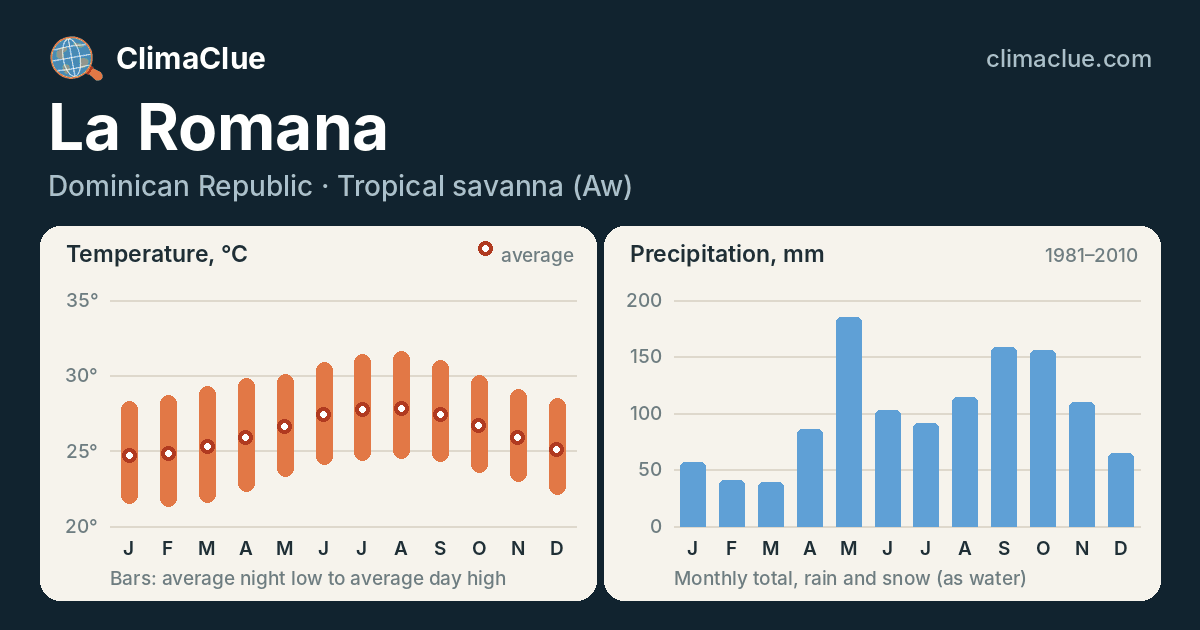 ClimaClue
climaclue.com
La Romana
Dominican Republic · Tropical savanna (Aw)
Temperature, °C
average
35°
30°
25°
20°
J F M A M J J A S O N D
Bars: average night low to average day high
Precipitation, mm
1981–2010
200
150
100
50
0
J F M A M J J A S O N D
Monthly total, rain and snow (as water)